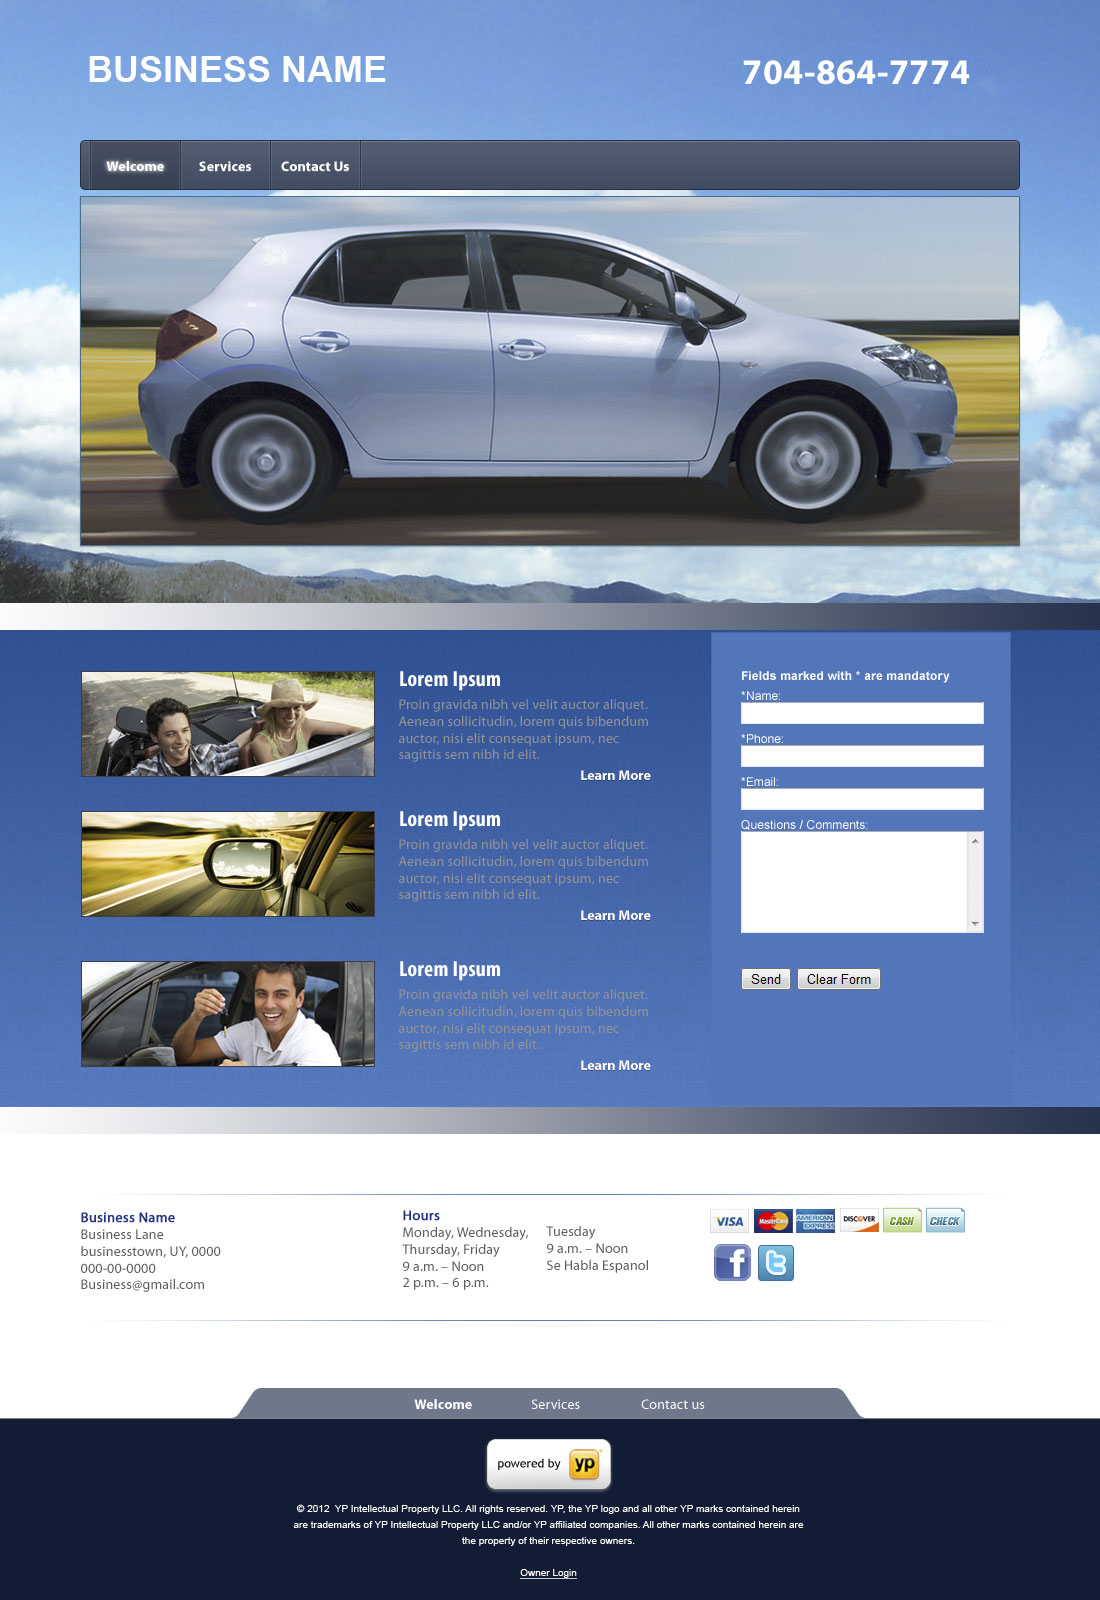 BUSINESS NAME
704-864-7774
Welcome
Services
Contact Us
Lorem Ipsum
Proin gravida nibh vel velit auctor aliquet.
Aenean sollicitudin, lorem quis bibendum
auctor, nisi elit consequat ipsum, nec
sagittis sem nibh id elit.
Learn More
Lorem Ipsum
Proin gravida nibh vel velit auctor aliquet.
Aenean sollicitudin, lorem quis bibendum
auctor, nisi elit consequat ipsum, nec
sagittis sem nibh id elit.
Learn More
Lorem Ipsum
Proin gravida nibh vel velit auctor aliquet.
Aenean sollicitudin, lorem quis bibendum
auctor, nisi elit consequat ipsum, nec
sagittis sem nibh id elit.
Learn More
Fields marked with * are mandatory
*Name:
*Phone:
*Email:
Questions / Comments:
Send
Clear Form
Business Name
Business Lane
businesstown, UY, 0000
000-00-0000
Business@gmail.com
Hours
Monday, Wednesday,
Thursday, Friday
9 a.m. – Noon
2 p.m. – 6 p.m.
Tuesday
9 a.m. – Noon
Se Habla Espanol
VISA
MasterCard
AMERICAN EXPRESS
DISCOVER
CASH
CHECK
f
t
Welcome
Services
Contact us
powered by yp
© 2012 YP Intellectual Property LLC. All rights reserved. YP, the YP logo and all other YP marks contained herein
are trademarks of YP Intellectual Property LLC and/or YP affiliated companies. All other marks contained herein are
the property of their respective owners.
Owner Login